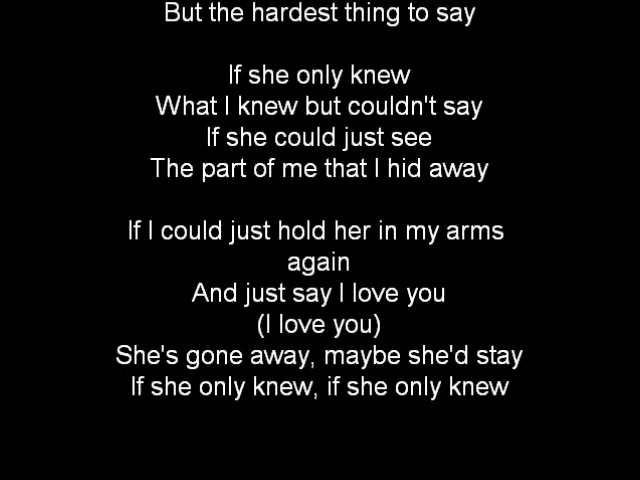 But the hardest thing to say
If she only knew
What I knew but couldn't say
If she could just see
The part of me that I hid away
If I could just hold her in my arms
again
And just say I love you
(I love you)
She's gone away, maybe she'd stay
If she only knew, if she only knew